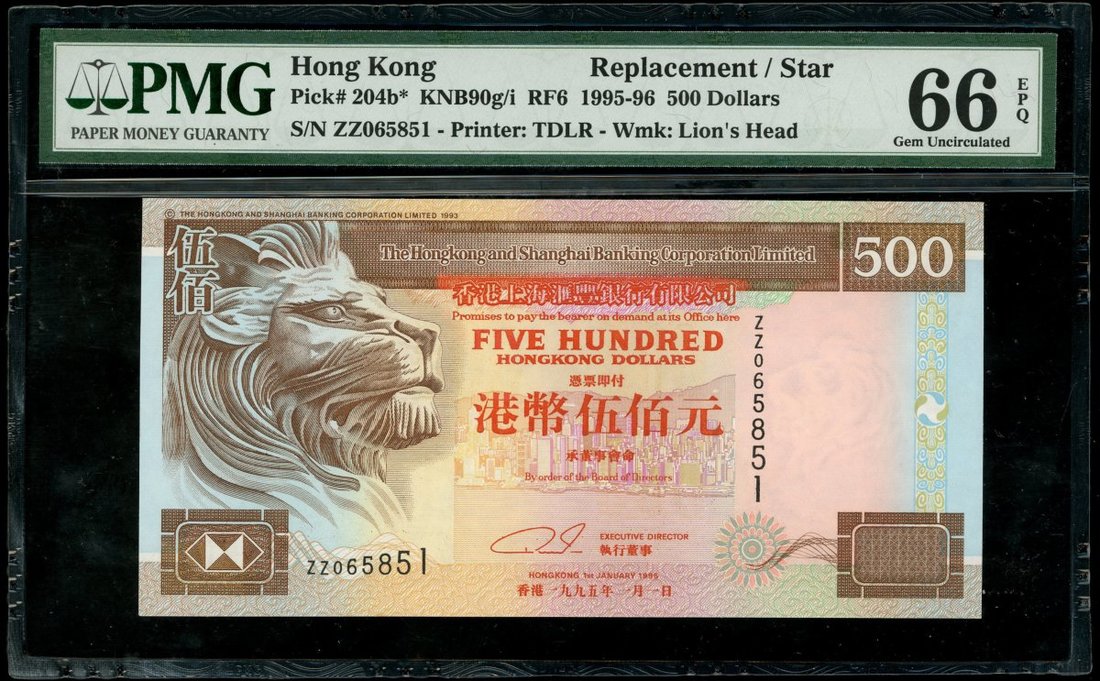 PMG
PAPER MONEY GUARANTY
Hong Kong Replacement / Star
Pick# 204b* KNB90g/i RF6 1995-96 500 Dollars
S/N ZZ065851 - Printer: TDLR - Wmk: Lion's Head
66
EPQ
Gem Uncirculated
© THE HONGKONG AND SHANGHAI BANKING CORPORATION LIMITED 1993
伍佰
The Hongkong and Shanghai Banking Corporation Limited
500
香港上海滙豐銀行有限公司
Promises to pay the bearer on demand at its Office here
FIVE HUNDRED
HONGKONG DOLLARS
憑票即付
港幣伍佰元
承董事會命
By order of the Board of Directors
ZZ065851
EXECUTIVE DIRECTOR
執行董事
ZZ065851
HONGKONG 1st JANUARY 1995
香港一九九五年一月一日